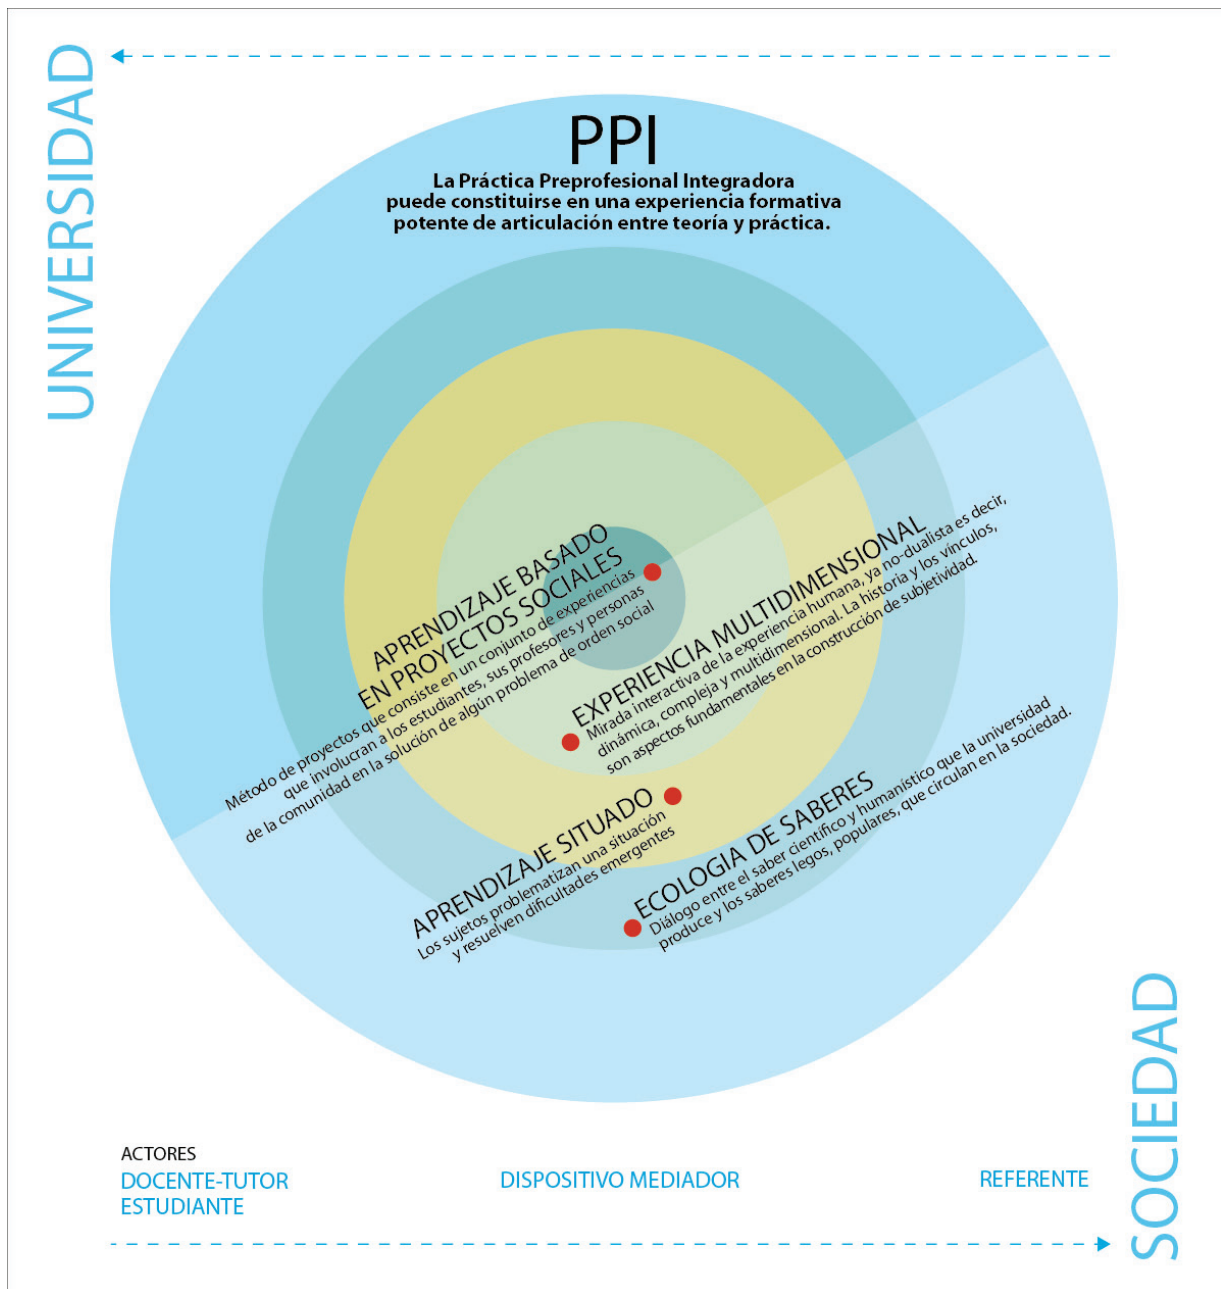 UNIVERSIDAD
PPI
La Práctica Preprofesional Integradora
puede constituirse en una experiencia formativa
potente de articulación entre teoría y práctica.
APRENDIZAJE BASADO
EN PROYECTOS SOCIALES
Método de proyectos que consiste en un conjunto de experiencias
que involucran a los estudiantes, sus profesores y personas
de la comunidad en la solución de algún problema de orden social
EXPERIENCIA MULTIDIMENSIONAL
Mirada interactiva de la experiencia humana, ya no-dualista es decir,
dinámica, compleja y multidimensional. La historia y los vínculos,
son aspectos fundamentales en la construcción de subjetividad.
APRENDIZAJE SITUADO
Los sujetos problematizan una situación
y resuelven dificultades emergentes
ECOLOGIA DE SABERES
Diálogo entre el saber científico y humanístico que la universidad
produce y los saberes legos, populares, que circulan en la sociedad.
SOCIEDAD
ACTORES
DOCENTE-TUTOR
ESTUDIANTE
DISPOSITIVO MEDIADOR
REFERENTE